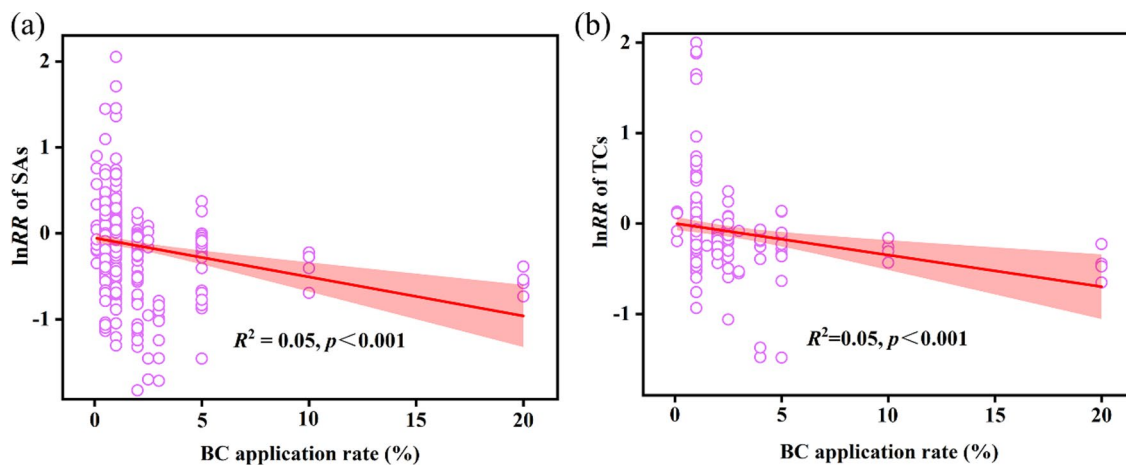 (a)
2
1
0
-1
lnRR of SAs
R² = 0.05, p＜0.001
0
5
10
15
20
BC application rate (%)
(b)
2
1
0
-1
lnRR of TCs
R²=0.05, p＜0.001
0
5
10
15
20
BC application rate (%)